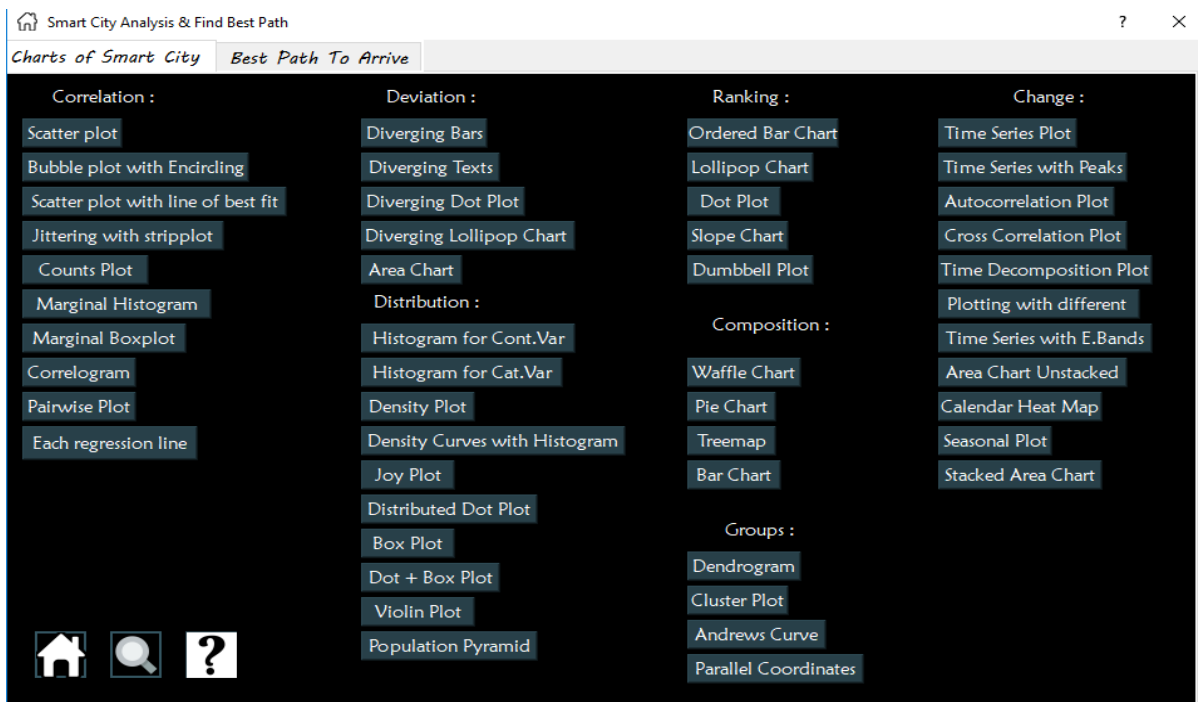 Smart City Analysis & Find Best Path
?
Charts of Smart City
Best Path To Arrive
Correlation :
Scatter plot
Bubble plot with Encircling
Scatter plot with line of best fit
Jittering with stripplot
Counts Plot
Marginal Histogram
Marginal Boxplot
Correlogram
Pairwise Plot
Each regression line
Deviation :
Diverging Bars
Diverging Texts
Diverging Dot Plot
Diverging Lollipop Chart
Area Chart
Distribution :
Histogram for Cont.Var
Histogram for Cat.Var
Density Plot
Density Curves with Histogram
Joy Plot
Distributed Dot Plot
Box Plot
Dot + Box Plot
Violin Plot
Population Pyramid
Ranking :
Ordered Bar Chart
Lollipop Chart
Dot Plot
Slope Chart
Dumbbell Plot
Composition :
Waffle Chart
Pie Chart
Treemap
Bar Chart
Groups :
Dendrogram
Cluster Plot
Andrews Curve
Parallel Coordinates
Change :
Time Series Plot
Time Series with Peaks
Autocorrelation Plot
Cross Correlation Plot
Time Decomposition Plot
Plotting with different
Time Series with E.Bands
Area Chart Unstacked
Calendar Heat Map
Seasonal Plot
Stacked Area Chart
?